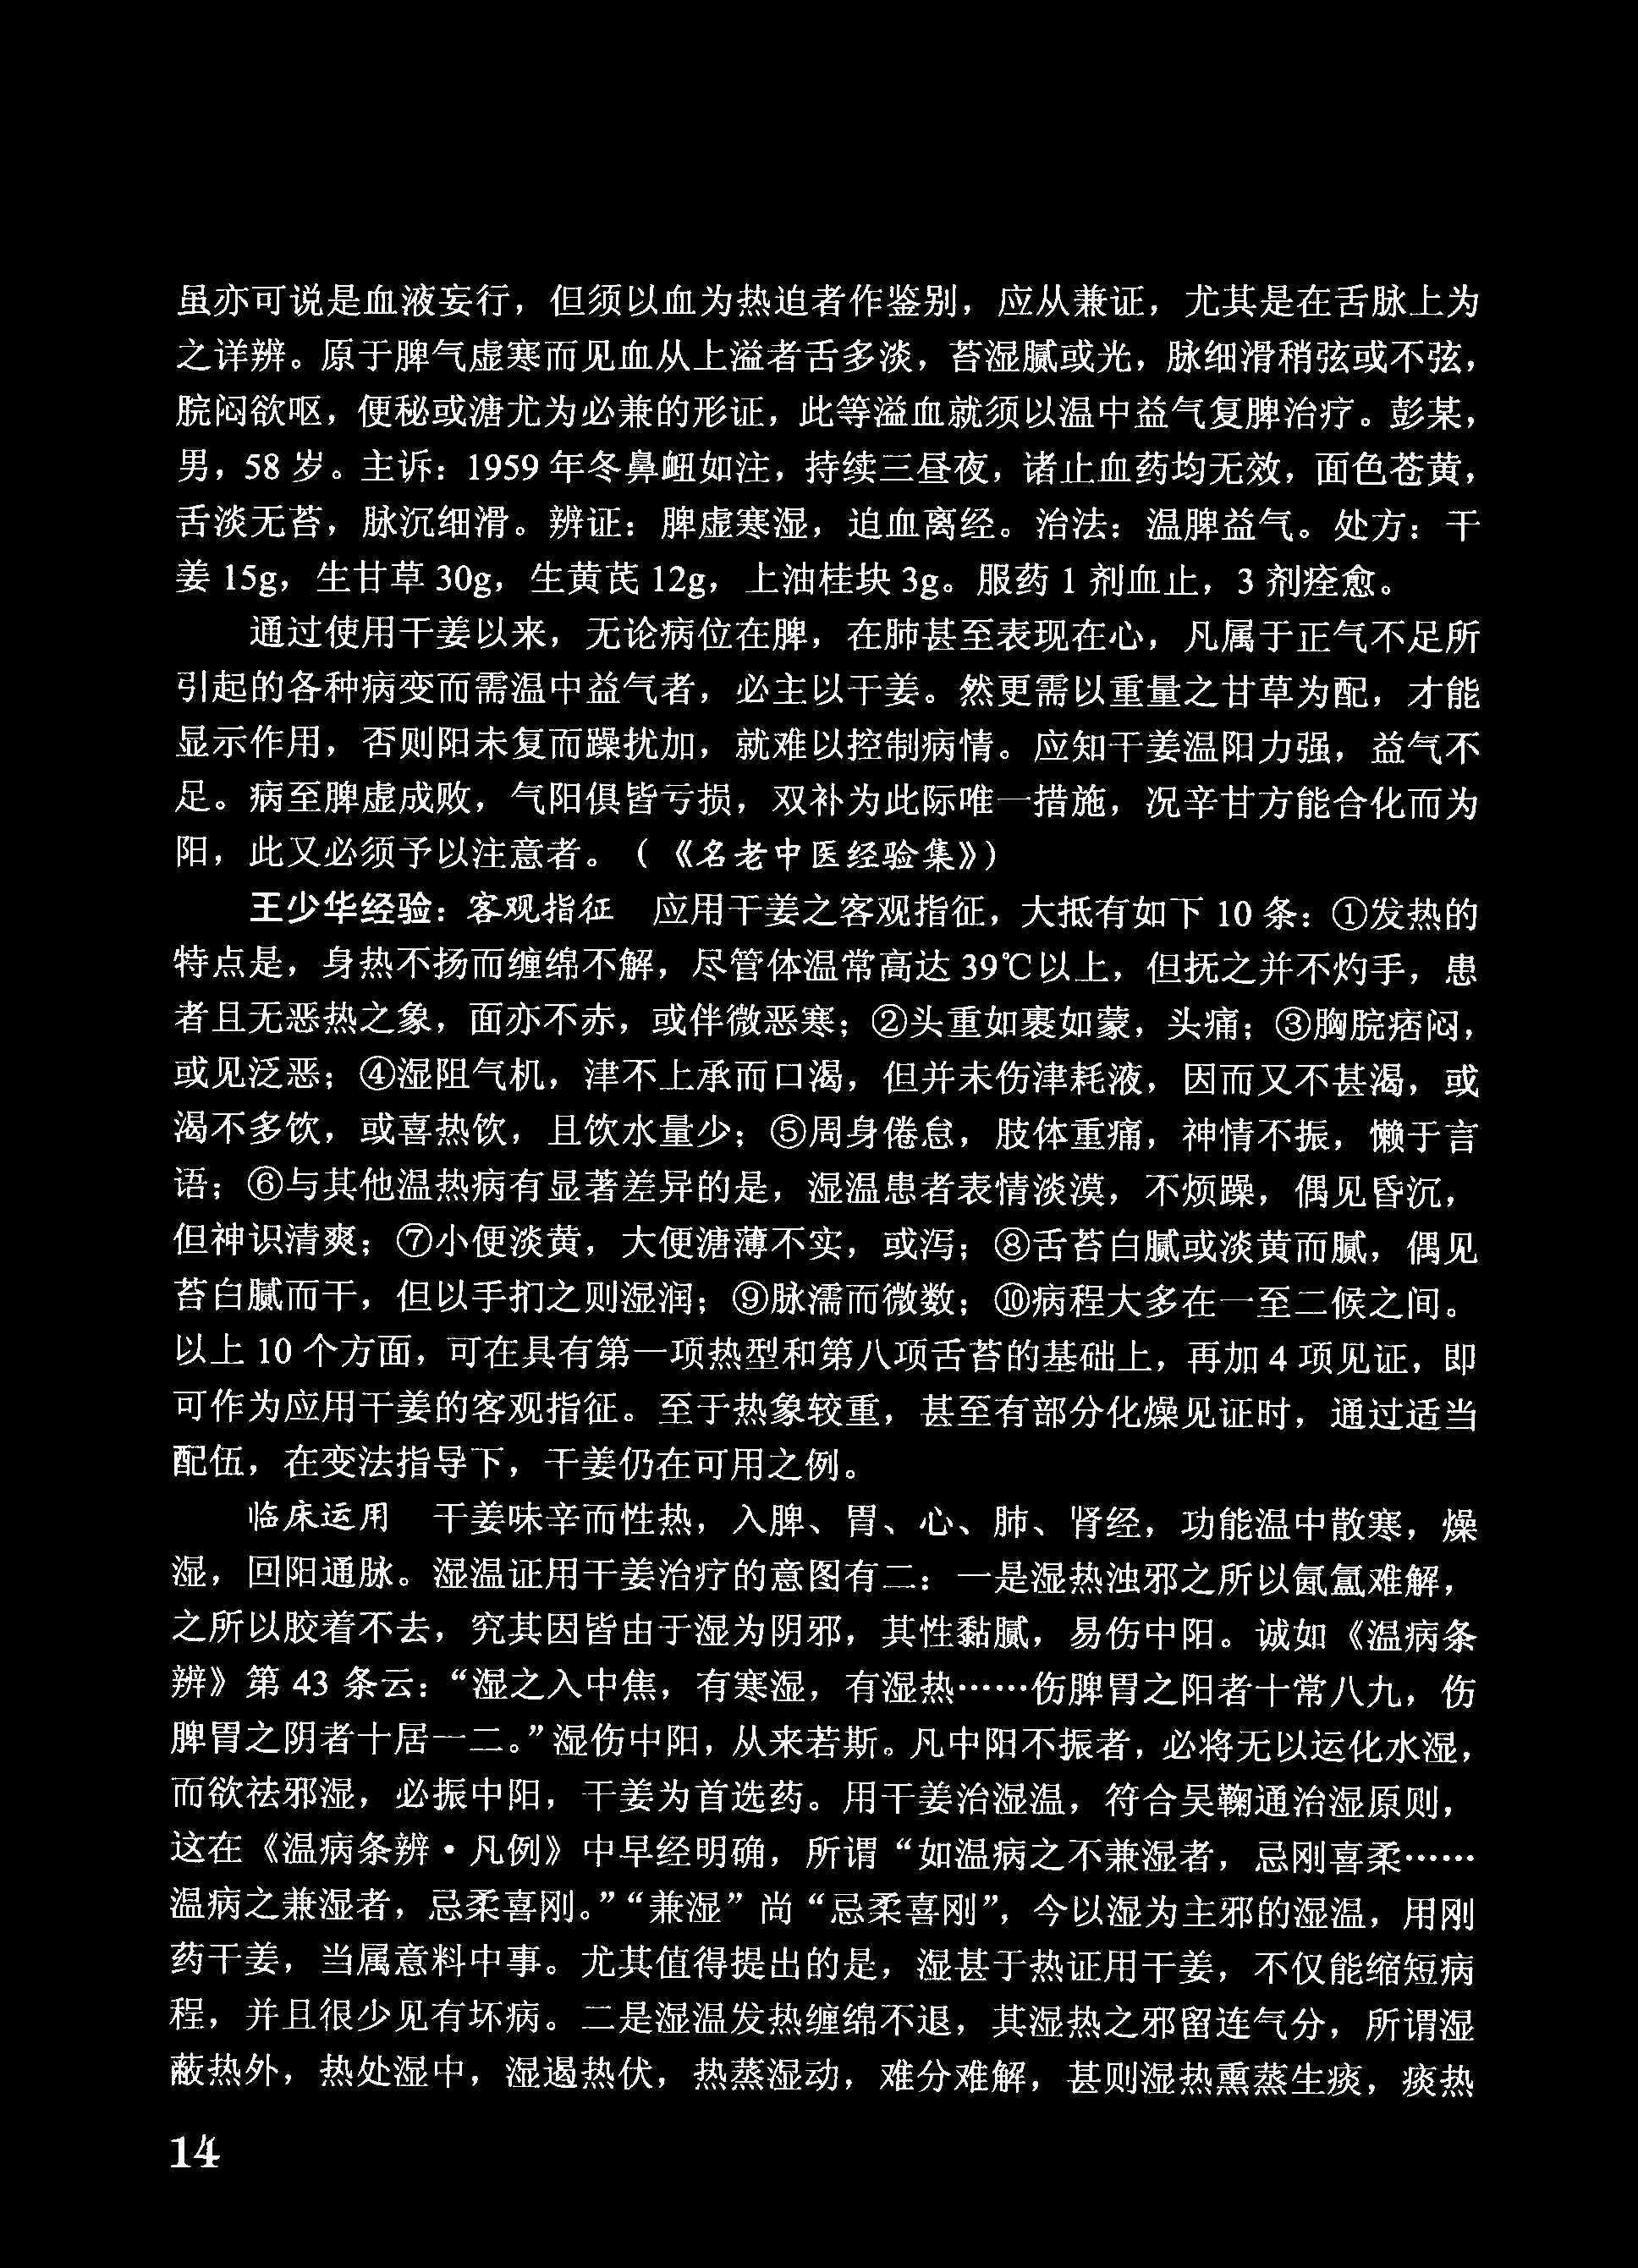 虽亦可说是血液妄行，但须以血为热迫者作鉴别，应从兼证，尤其是在舌脉上为
之详辨。原于脾气虚寒而见血从上溢者舌多淡，苔湿腻或光，脉细滑稍弦或不弦，
脘闷欲呕，便秘或溏尤为必兼的形证，此等溢血就须以温中益气复脾治疗。彭某，
男，58 岁。主诉：1959 年冬鼻衄如注，持续三昼夜，诸止血药均无效，面色苍黄，
舌淡无苔，脉沉细滑。辨证：脾虚寒湿，迫血离经。治法：温脾益气。处方：干
姜 15g，生甘草 30g，生黄芪 12g，上油桂块 3g。服药 1 剂血止，3 剂痊愈。
通过使用干姜以来，无论病位在脾，在肺甚至表现在心，凡属于正气不足所
引起的各种病变而需温中益气者，必主以干姜。然更需以重量之甘草为配，才能
显示作用，否则阳未复而躁扰加，就难以控制病情。应知干姜温阳力强，益气不
足。病至脾虚成败，气阳俱皆亏损，双补为此际唯一措施，况辛甘方能合化而为
阳，此又必须予以注意者。（《名老中医经验集》）
王少华经验：客观指征　应用干姜之客观指征，大抵有如下 10 条：①发热的
特点是，身热不扬而缠绵不解，尽管体温常高达 39℃以上，但抚之并不灼手，患
者且无恶热之象，面亦不赤，或伴微恶寒；②头重如裹如蒙，头痛；③胸脘痞闷，
或见泛恶；④湿阻气机，津不上承而口渴，但并未伤津耗液，因而又不甚渴，或
渴不多饮，或喜热饮，且饮水量少；⑤周身倦怠，肢体重痛，神情不振，懒于言
语；⑥与其他温热病有显著差异的是，湿温患者表情淡漠，不烦躁，偶见昏沉，
但神识清爽；⑦小便淡黄，大便溏薄不实，或泻；⑧舌苔白腻或淡黄而腻，偶见
苔白腻而干，但以手扪之则湿润；⑨脉濡而微数；⑩病程大多在一至二候之间。
以上 10 个方面，可在具有第一项热型和第八项舌苔的基础上，再加 4 项见证，即
可作为应用干姜的客观指征。至于热象较重，甚至有部分化燥见证时，通过适当
配伍，在变法指导下，干姜仍在可用之例。
临床运用　干姜味辛而性热，入脾、胃、心、肺、肾经，功能温中散寒，燥
湿，回阳通脉。湿温证用干姜治疗的意图有二：一是湿热浊邪之所以氤氲难解，
之所以胶着不去，究其因皆由于湿为阴邪，其性黏腻，易伤中阳。诚如《温病条
辨》第 43 条云：“湿之入中焦，有寒湿，有湿热……伤脾胃之阳者十常八九，伤
脾胃之阴者十居一二。”湿伤中阳，从来若斯。凡中阳不振者，必将无以运化水湿，
而欲祛邪湿，必振中阳，干姜为首选药。用干姜治湿温，符合吴鞠通治湿原则，
这在《温病条辨·凡例》中早经明确，所谓“如温病之不兼湿者，忌刚喜柔……
温病之兼湿者，忌柔喜刚。”“兼湿”尚“忌柔喜刚”，今以湿为主邪的湿温，用刚
药干姜，当属意料中事。尤其值得提出的是，湿甚于热证用干姜，不仅能缩短病
程，并且很少见有坏病。二是湿温发热缠绵不退，其湿热之邪留连气分，所谓湿
蔽热外，热处湿中，湿遏热伏，热蒸湿动，难分难解，甚则湿热熏蒸生痰，痰热
14